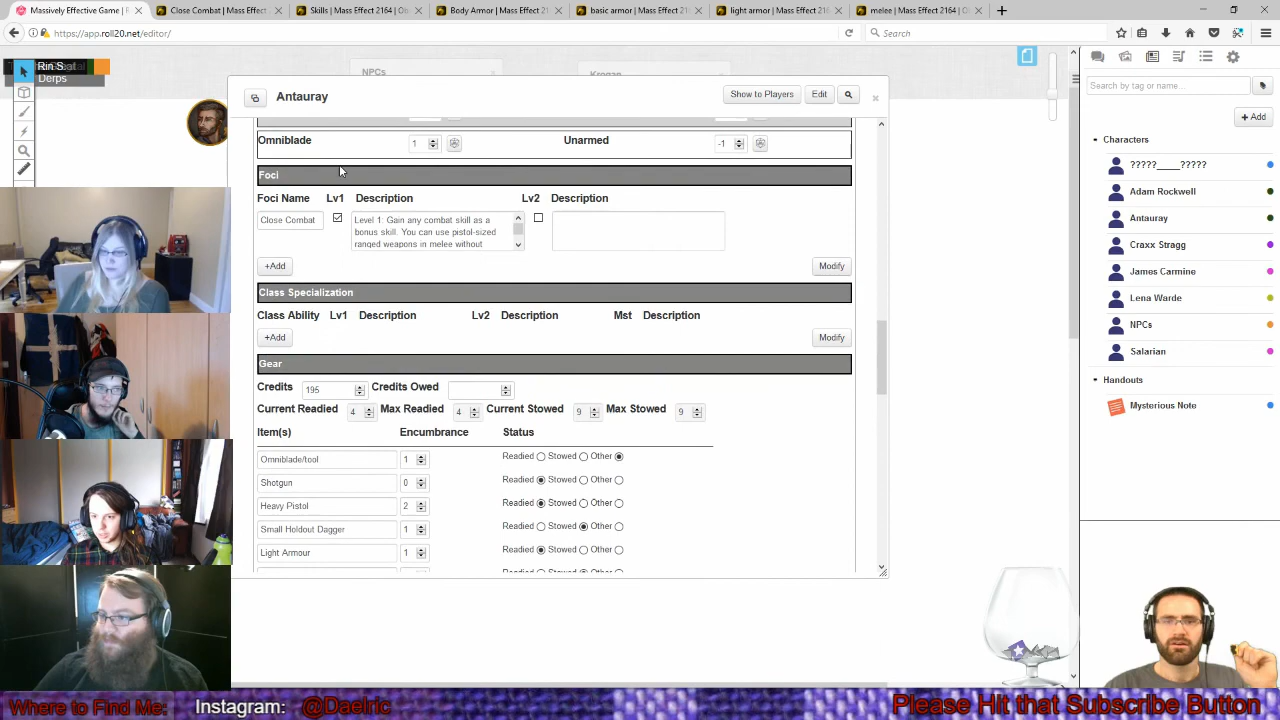 Massively Effective Genera
Close Combat | Mass Effect 2
Skills | Mass Effect 2164 | Ob
Body Armor | Mass Effect 21
basic armor | Mass Effect 216
light armor | Mass Effect 216
melee | Mass Effect 2164 | O
https://app.roll20.net/editor/
Search
Derps
NPCs
Krogan
Antauray
Show to Players
Edit
Omniblade
1
Unarmed
-1
Foci
Foci Name Lv1 Description Lv2 Description
Close Combat
Level 1: Gain any combat skill as a
bonus skill. You can use pistol-sized
ranged weapons in melee without
+Add
Modify
Class Specialization
Class Ability Lv1 Description Lv2 Description Mst Description
+Add
Modify
Gear
Credits 195 Credits Owed
Current Readied 4 Max Readied 4 Current Stowed 9 Max Stowed 9
Item(s) Encumbrance Status
Omniblade/tool 1 Readied Stowed Other
Shotgun 0 Readied Stowed Other
Heavy Pistol 2 Readied Stowed Other
Small Holdout Dagger 1 Readied Stowed Other
Light Armour 1 Readied Stowed Other
Search by tag or name...
+ Add
Characters
?????____?????
Adam Rockwell
Antauray
Craxx Stragg
James Carmine
Lena Warde
NPCs
Salarian
Handouts
Mysterious Note
Where to Find Me: Instagram: @Daelric Please Hit that Subscribe Button